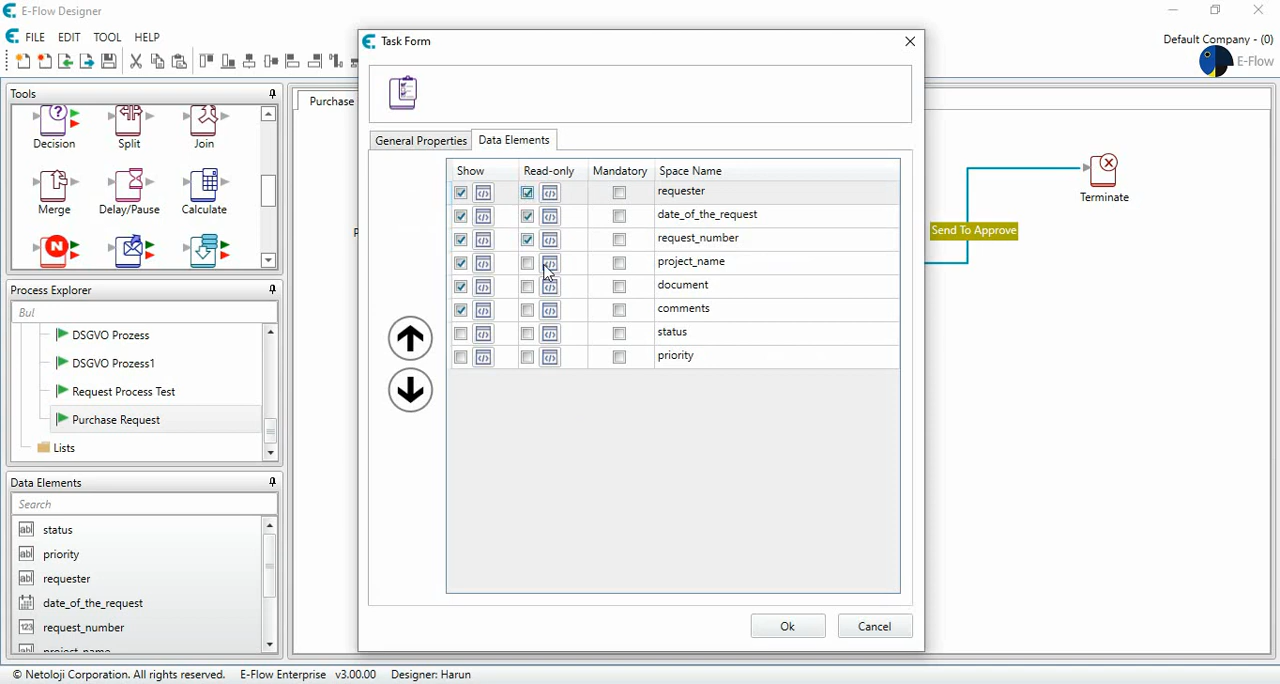 E-Flow Designer
FILE EDIT TOOL HELP
Default Company - (0)
E-Flow
Tools
Decision Split Join
Merge Delay/Pause Calculate
N
Process Explorer
Bul
DSGVO Prozess
DSGVO Prozess1
Request Process Test
Purchase Request
Lists
Data Elements
Search
status
priority
requester
date_of_the_request
request_number
Purchase
Task Form
General Properties Data Elements
Show Read-only Mandatory Space Name
requester
date_of_the_request
request_number
project_name
document
comments
status
priority
Ok Cancel
Send To Approve
Terminate
© Netoloji Corporation. All rights reserved. E-Flow Enterprise v3.00.00 Designer: Harun